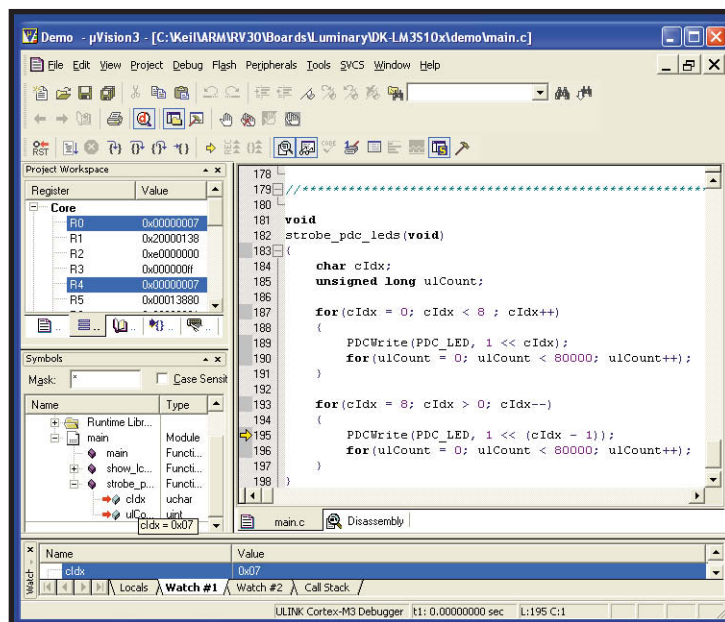 Demo - µVision3 - [C:\Keil\ARM\RV30\Boards\Luminary\DK-LM3S10x\demo\main.c]
File Edit View Project Debug Flash Peripherals Tools SVCS Window Help
RST
CODE
Project Workspace
Register Value
Core
R0 0x00000007
R1 0x20000138
R2 0xe0000000
R3 0x000000ff
R4 0x00000007
R5 0x00013880
Symbols
Mask: * Case Sensit
Name Type
Runtime Libr...
main Module
main Functi...
show_lc... Functi...
strobe_p... Functi...
cIdx uchar
ulCo... uint
cIdx = 0x07
178
179 //*****************************************************
180
181 void
182 strobe_pdc_leds(void)
183 {
184 char cIdx;
185 unsigned long ulCount;
186
187 for(cIdx = 0; cIdx < 8 ; cIdx++)
188 {
189 PDCWrite(PDC_LED, 1 << cIdx);
190 for(ulCount = 0; ulCount < 80000; ulCount++);
191 }
192
193 for(cIdx = 8; cIdx > 0; cIdx--)
194 {
195 PDCWrite(PDC_LED, 1 << (cIdx - 1));
196 for(ulCount = 0; ulCount < 80000; ulCount++);
197 }
198 }
main.c Disassembly
Watch
Name Value
cIdx 0x07
Locals Watch #1 Watch #2 Call Stack
ULINK Cortex-M3 Debugger t1: 0.00000000 sec L:195 C:1